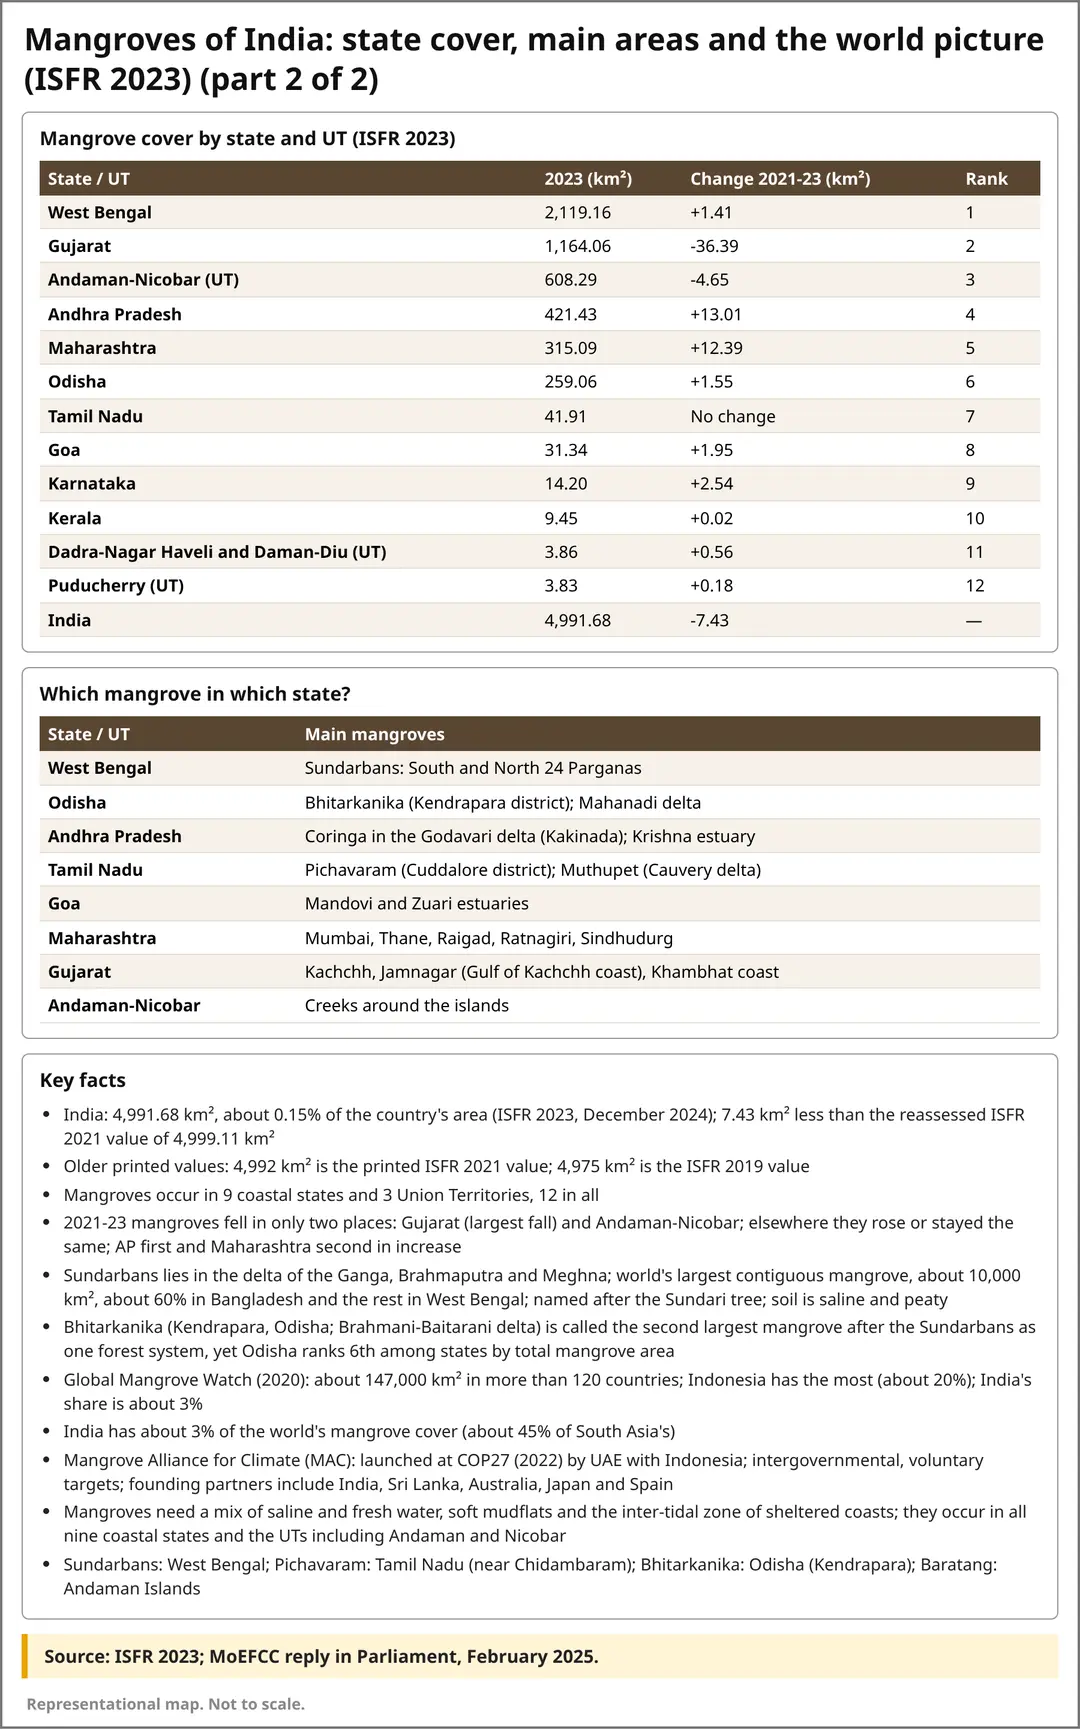 Mangroves of India: state cover, main areas and the world picture
(ISFR 2023) (part 2 of 2)
Mangrove cover by state and UT (ISFR 2023)
State / UT 2023 (km²) Change 2021-23 (km²) Rank
West Bengal 2,119.16 +1.41 1
Gujarat 1,164.06 -36.39 2
Andaman-Nicobar (UT) 608.29 -4.65 3
Andhra Pradesh 421.43 +13.01 4
Maharashtra 315.09 +12.39 5
Odisha 259.06 +1.55 6
Tamil Nadu 41.91 No change 7
Goa 31.34 +1.95 8
Karnataka 14.20 +2.54 9
Kerala 9.45 +0.02 10
Dadra-Nagar Haveli and Daman-Diu (UT) 3.86 +0.56 11
Puducherry (UT) 3.83 +0.18 12
India 4,991.68 -7.43 —
Which mangrove in which state?
State / UT Main mangroves
West Bengal Sundarbans: South and North 24 Parganas
Odisha Bhitarkanika (Kendrapara district); Mahanadi delta
Andhra Pradesh Coringa in the Godavari delta (Kakinada); Krishna estuary
Tamil Nadu Pichavaram (Cuddalore district); Muthupet (Cauvery delta)
Goa Mandovi and Zuari estuaries
Maharashtra Mumbai, Thane, Raigad, Ratnagiri, Sindhudurg
Gujarat Kachchh, Jamnagar (Gulf of Kachchh coast), Khambhat coast
Andaman-Nicobar Creeks around the islands
Key facts
• India: 4,991.68 km², about 0.15% of the country's area (ISFR 2023, December 2024); 7.43 km² less than the reassessed ISFR
2021 value of 4,999.11 km²
• Older printed values: 4,992 km² is the printed ISFR 2021 value; 4,975 km² is the ISFR 2019 value
• Mangroves occur in 9 coastal states and 3 Union Territories, 12 in all
• 2021-23 mangroves fell in only two places: Gujarat (largest fall) and Andaman-Nicobar; elsewhere they rose or stayed the
same; AP first and Maharashtra second in increase
• Sundarbans lies in the delta of the Ganga, Brahmaputra and Meghna; world's largest contiguous mangrove, about 10,000
km², about 60% in Bangladesh and the rest in West Bengal; named after the Sundari tree; soil is saline and peaty
• Bhitarkanika (Kendrapara, Odisha; Brahmani-Baitarani delta) is called the second largest mangrove after the Sundarbans as
one forest system, yet Odisha ranks 6th among states by total mangrove area
• Global Mangrove Watch (2020): about 147,000 km² in more than 120 countries; Indonesia has the most (about 20%); India's
share is about 3%
• India has about 3% of the world's mangrove cover (about 45% of South Asia's)
• Mangrove Alliance for Climate (MAC): launched at COP27 (2022) by UAE with Indonesia; intergovernmental, voluntary
targets; founding partners include India, Sri Lanka, Australia, Japan and Spain
• Mangroves need a mix of saline and fresh water, soft mudflats and the inter-tidal zone of sheltered coasts; they occur in all
nine coastal states and the UTs including Andaman and Nicobar
• Sundarbans: West Bengal; Pichavaram: Tamil Nadu (near Chidambaram); Bhitarkanika: Odisha (Kendrapara); Baratang:
Andaman Islands
Source: ISFR 2023; MoEFCC reply in Parliament, February 2025.
Representational map. Not to scale.